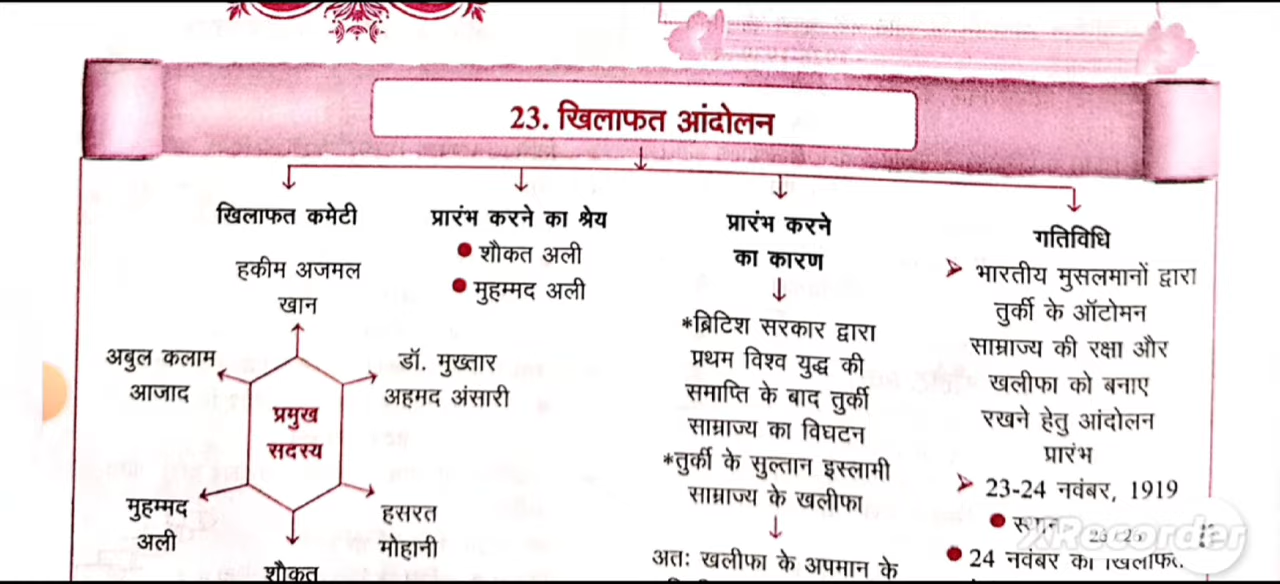 23. खिलाफत आंदोलन
खिलाफत कमेटी
हकीम अजमल
खान
अबुल कलाम
आजाद
डॉ. मुख्तार
अहमद अंसारी
प्रमुख
सदस्य
मुहम्मद
अली
हसरत
मोहानी
शौकत
प्रारंभ करने का श्रेय
शौकत अली
मुहम्मद अली
प्रारंभ करने
का कारण
*ब्रिटिश सरकार द्वारा
प्रथम विश्व युद्ध की
समाप्ति के बाद तुर्की
साम्राज्य का विघटन
*तुर्की के सुल्तान इस्लामी
साम्राज्य के खलीफा
अतः खलीफा के अपमान के
गतिविधि
भारतीय मुसलमानों द्वारा
तुर्की के ऑटोमन
साम्राज्य की रक्षा और
खलीफा को बनाए
रखने हेतु आंदोलन
प्रारंभ
23-24 नवंबर, 1919
24 नवंबर को
XRecorder